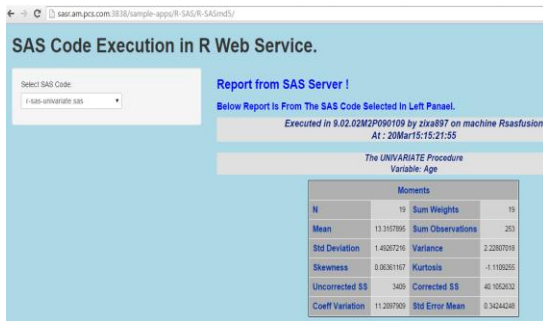 sasr.am.pcs.com:3838/sample-apps/R-SAS/R-SASmd5/
SAS Code Execution in R Web Service.
Select SAS Code:
r-sas-univariate.sas
Report from SAS Server !
Below Report Is From The SAS Code Selected In Left Panael.
Executed in 9.02.02M2P090109 by zixa897 on machine Rsasfusion
At : 20Mar15:15:21:55
The UNIVARIATE Procedure
Variable: Age
Moments
N 19 Sum Weights 19
Mean 13.3157895 Sum Observations 253
Std Deviation 1.49267216 Variance 2.22807018
Skewness 0.06361167 Kurtosis -1.1109255
Uncorrected SS 3409 Corrected SS 40.1052632
Coeff Variation 11.2097909 Std Error Mean 0.34244248